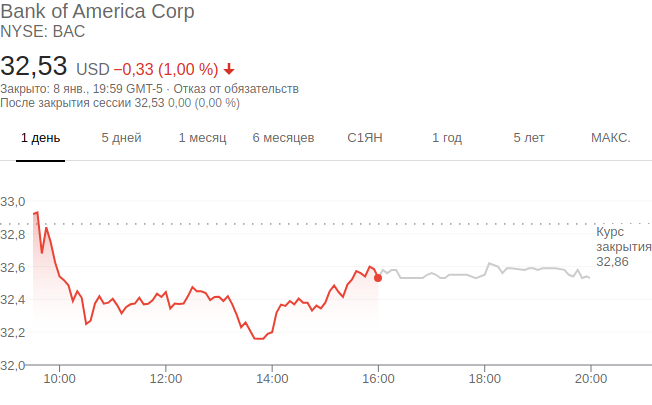 Bank of America Corp
NYSE: BAC
32,53 USD −0,33 (1,00 %)
Закрыто: 8 янв., 19:59 GMT-5 · Отказ от обязательств
После закрытия сессии 32,53 0,00 (0,00 %)
1 день 5 дней 1 месяц 6 месяцев С1ЯН 1 год 5 лет МАКС.
33,0
32,8
Курс
закрытия
32,86
32,6
32,4
32,2
32,0
10:00 12:00 14:00 16:00 18:00 20:00